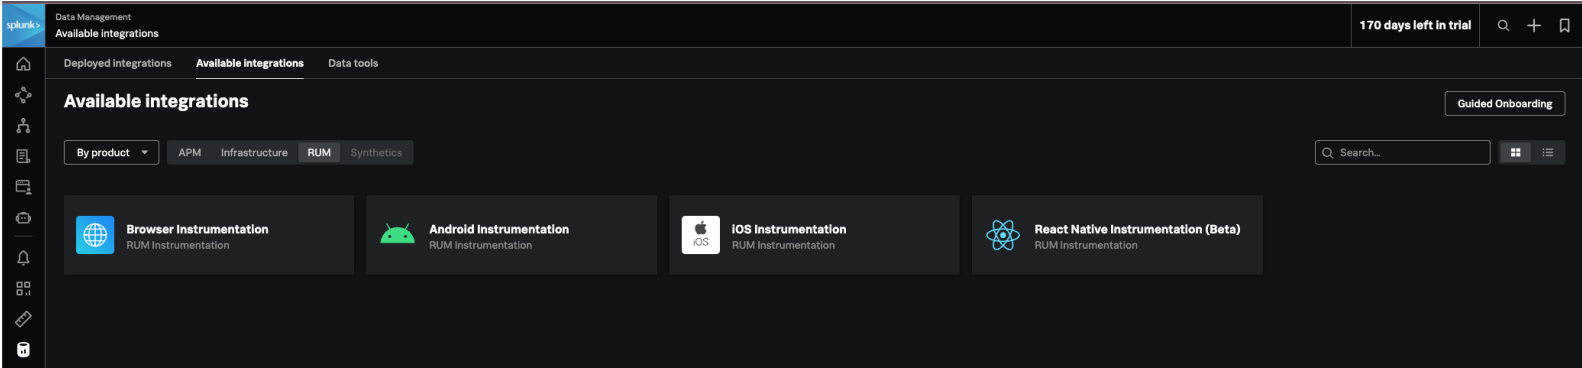 splunk>
Data Management
Available integrations
170 days left in trial
Deployed integrations
Available integrations
Data tools
Available integrations
Guided Onboarding
By product
APM
Infrastructure
RUM
Synthetics
Search...
Browser Instrumentation
RUM Instrumentation
Android Instrumentation
RUM Instrumentation
iOS
iOS Instrumentation
RUM Instrumentation
React Native Instrumentation (Beta)
RUM Instrumentation